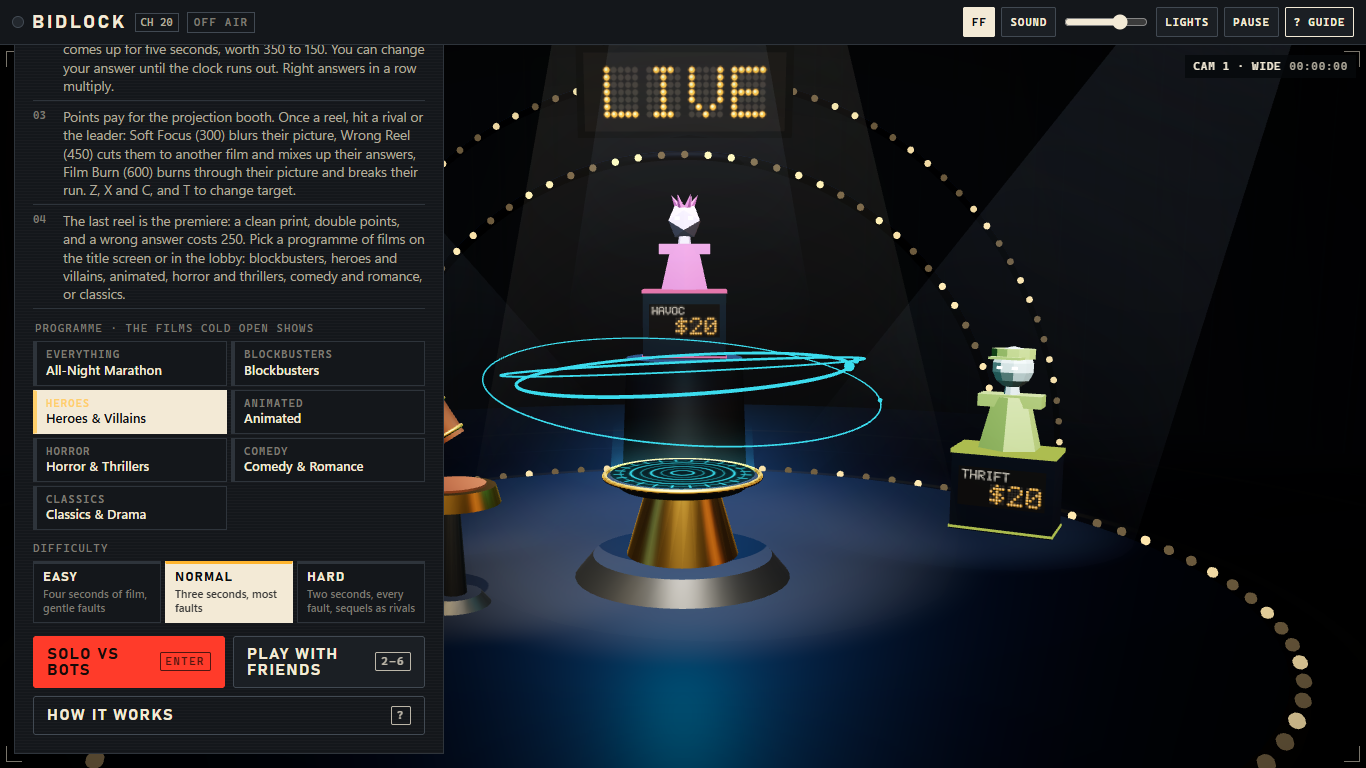 BIDLOCK CH 20 OFF AIR FF SOUND LIGHTS PAUSE ? GUIDE
comes up for five seconds, worth 350 to 150. You can change
your answer until the clock runs out. Right answers in a row
multiply.
03 Points pay for the projection booth. Once a reel, hit a rival or
the leader: Soft Focus (300) blurs their picture, Wrong Reel
(450) cuts them to another film and mixes up their answers,
Film Burn (600) burns through their picture and breaks their
run. Z, X and C, and T to change target.
04 The last reel is the premiere: a clean print, double points,
and a wrong answer costs 250. Pick a programme of films on
the title screen or in the lobby: blockbusters, heroes and
villains, animated, horror and thrillers, comedy and romance,
or classics.
PROGRAMME · THE FILMS COLD OPEN SHOWS
EVERYTHING
All-Night Marathon
BLOCKBUSTERS
Blockbusters
HEROES
Heroes & Villains
ANIMATED
Animated
HORROR
Horror & Thrillers
COMEDY
Comedy & Romance
CLASSICS
Classics & Drama
DIFFICULTY
EASY
Four seconds of film,
gentle faults
NORMAL
Three seconds, most
faults
HARD
Two seconds, every
fault, sequels as rivals
SOLO VS
BOTS
ENTER
PLAY WITH
FRIENDS
2–6
HOW IT WORKS ?
CAM 1 · WIDE 00:00:00
LIVE
HAVOC
$20
THRIFT
$20